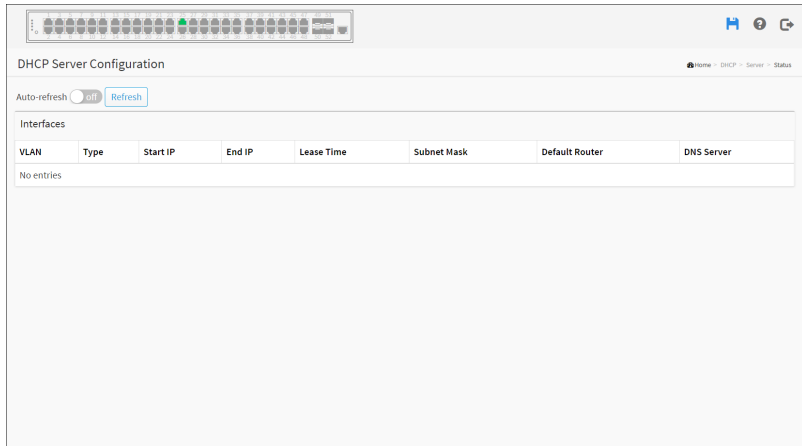 DHCP Server Configuration
Home > DHCP > Server > Status
Auto-refresh off Refresh
Interfaces
VLAN Type Start IP End IP Lease Time Subnet Mask Default Router DNS Server
No entries